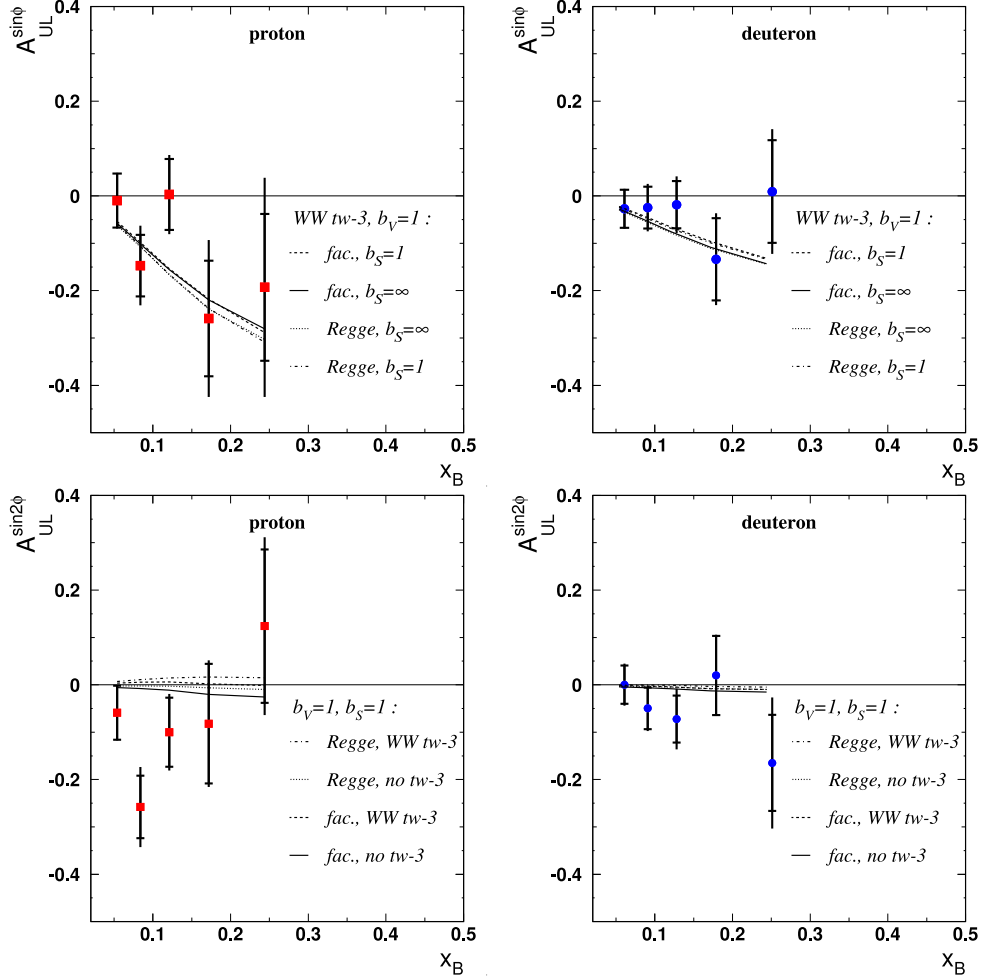 A_UL^sinϕ
proton
0.4
0.2
0
-0.2
-0.4
WW tw-3, b_V=1 :
fac., b_S=1
fac., b_S=∞
Regge, b_S=∞
Regge, b_S=1
0.1 0.2 0.3 0.4 0.5
x_B
A_UL^sinϕ
deuteron
0.4
0.2
0
-0.2
-0.4
WW tw-3, b_V=1 :
fac., b_S=1
fac., b_S=∞
Regge, b_S=∞
Regge, b_S=1
0.1 0.2 0.3 0.4 0.5
x_B
A_UL^sin2ϕ
proton
0.4
0.2
0
-0.2
-0.4
b_V=1, b_S=1 :
Regge, WW tw-3
Regge, no tw-3
fac., WW tw-3
fac., no tw-3
0.1 0.2 0.3 0.4 0.5
x_B
A_UL^sin2ϕ
deuteron
0.4
0.2
0
-0.2
-0.4
b_V=1, b_S=1 :
Regge, WW tw-3
Regge, no tw-3
fac., WW tw-3
fac., no tw-3
0.1 0.2 0.3 0.4 0.5
x_B